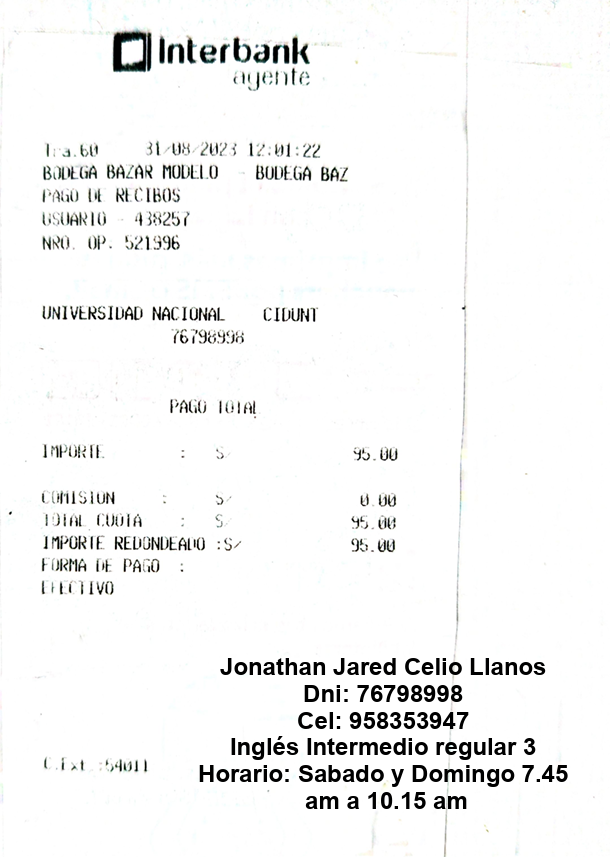 Interbank
agente
Tra.60 31/08/2023 12:01:22
BODEGA BAZAR MODELO - BODEGA BAZ
PAGO DE RECIBOS
USUARIO - 438257
NRO. OP. 521996
UNIVERSIDAD NACIONAL CIDUNT
76798998
PAGO TOTAL
IMPORTE : S/ 95.00
COMISION : S/ 0.00
TOTAL CUOTA : S/ 95.00
IMPORTE REDONDEADO :S/ 95.00
FORMA DE PAGO :
EFECTIVO
Jonathan Jared Celio Llanos
Dni: 76798998
Cel: 958353947
Inglés Intermedio regular 3
C.Ext.:54011
Horario: Sabado y Domingo 7.45
am a 10.15 am